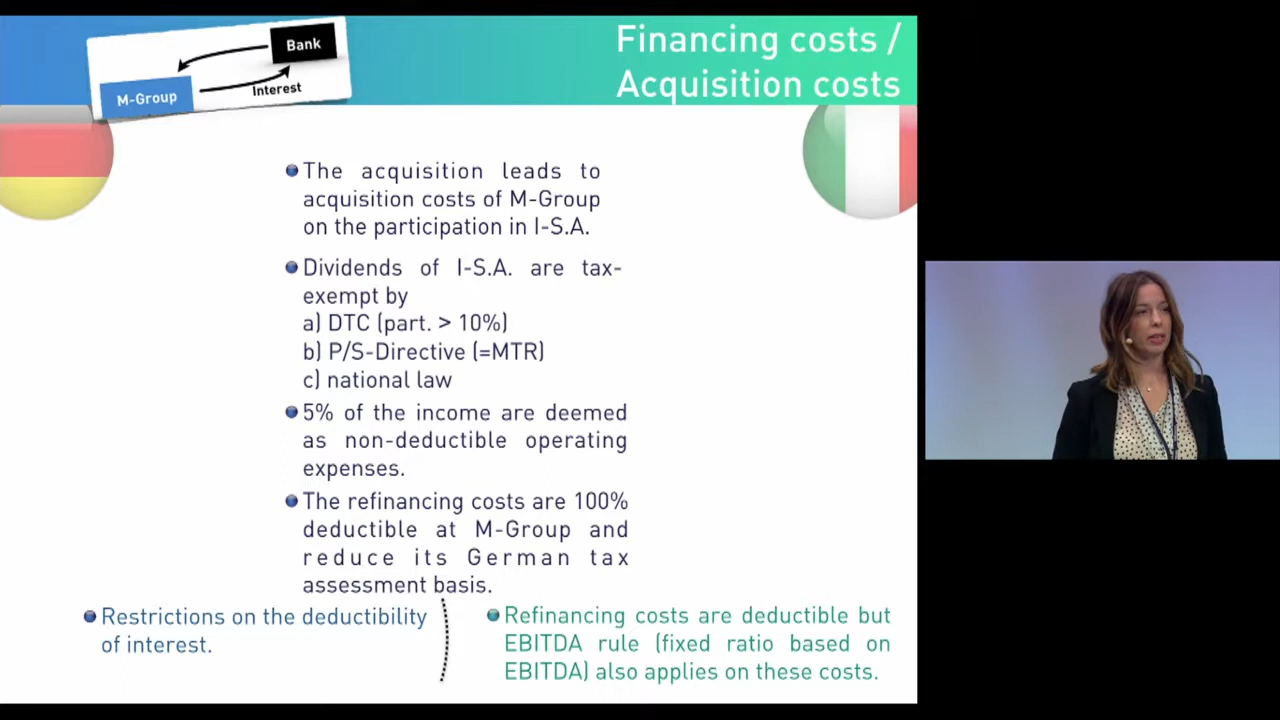 Bank
M-Group
Interest
Financing costs /
Acquisition costs
The acquisition leads to
acquisition costs of M-Group
on the participation in I-S.A.
Dividends of I-S.A. are tax-
exempt by
a) DTC (part. > 10%)
b) P/S-Directive (=MTR)
c) national law
5% of the income are deemed
as non-deductible operating
expenses.
The refinancing costs are 100%
deductible at M-Group and
reduce its German tax
assessment basis.
Restrictions on the deductibility
of interest.
Refinancing costs are deductible but
EBITDA rule (fixed ratio based on
EBITDA) also applies on these costs.